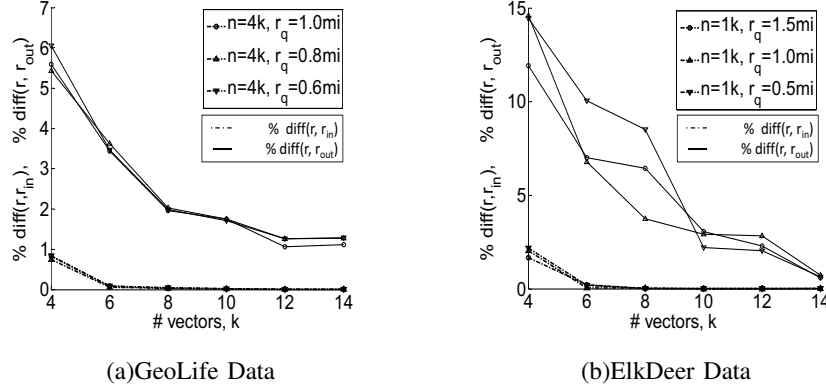 7
6
5
4
3
2
1
0
4 6 8 10 12 14
# vectors, k
% diff(r,r_in), % diff(r, r_out)
n=4k, r_q=1.0mi
n=4k, r_q=0.8mi
n=4k, r_q=0.6mi
% diff(r, r_in)
% diff(r, r_out)
(a)GeoLife Data
15
10
5
0
4 6 8 10 12 14
# vectors, k
% diff(r,r_in), % diff(r, r_out)
n=1k, r_q=1.5mi
n=1k, r_q=1.0mi
n=1k, r_q=0.5mi
% diff(r, r_in)
% diff(r, r_out)
(b)ElkDeer Data